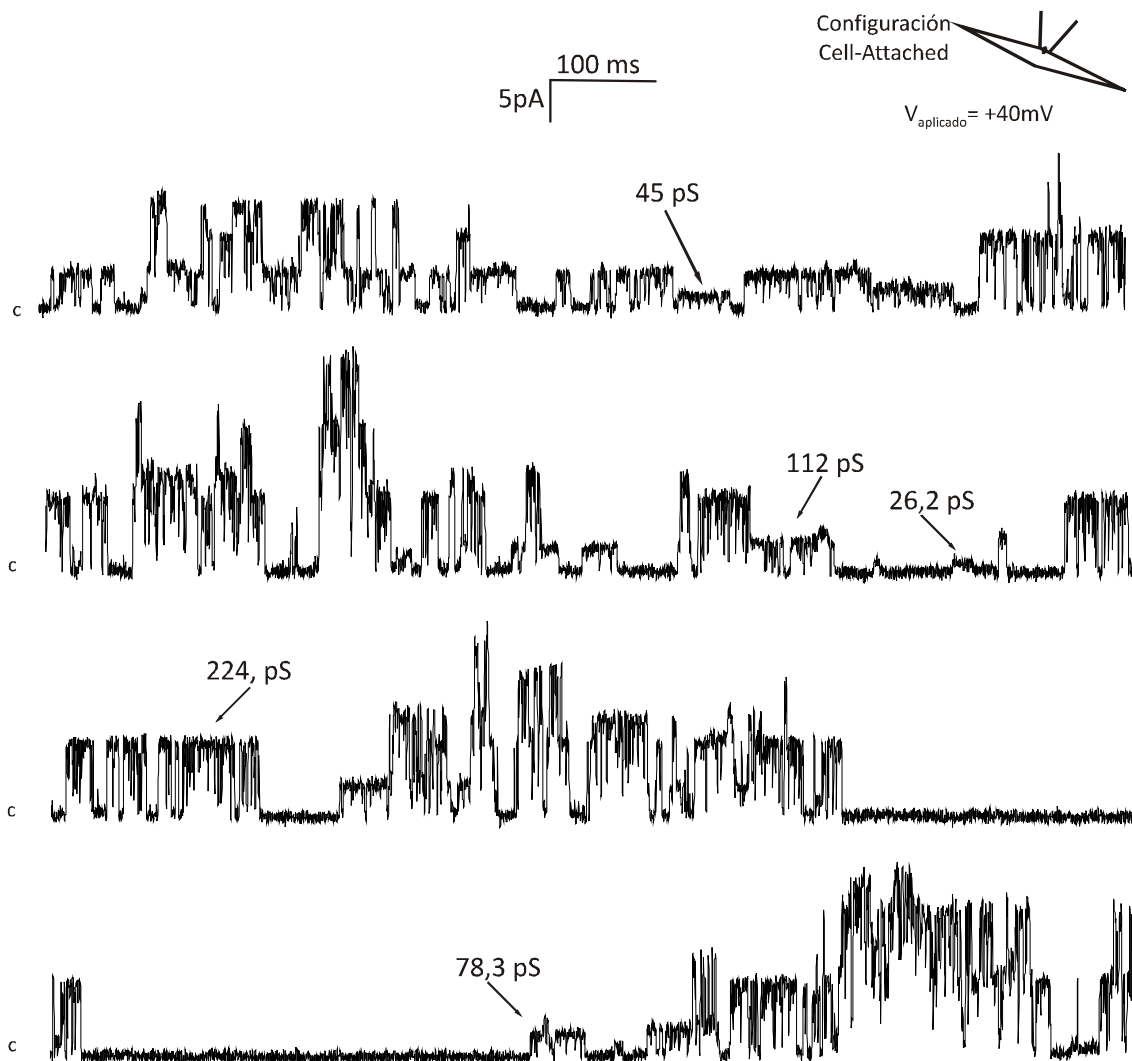 Configuración
Cell-Attached
100 ms
5pA
Vaplicado= +40mV
45 pS
c
112 pS
26,2 pS
c
224, pS
c
78,3 pS
c